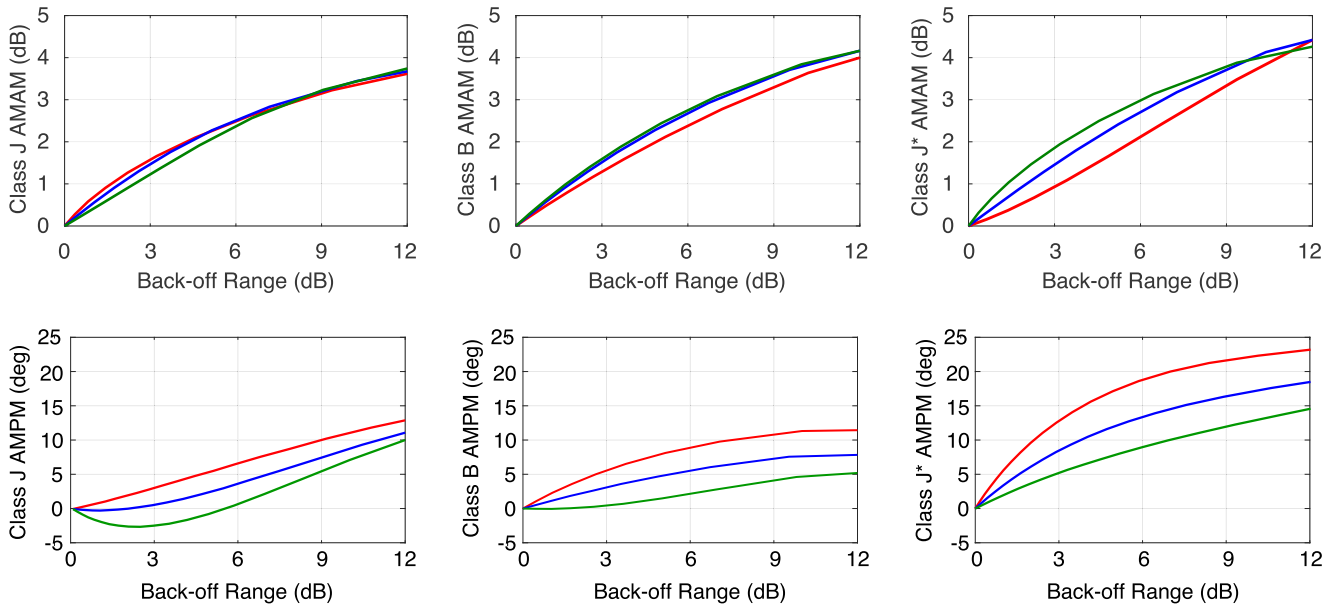 Class J AMAM (dB)
5
4
3
2
1
0
0 3 6 9 12
Back-off Range (dB)
Class B AMAM (dB)
5
4
3
2
1
0
0 3 6 9 12
Back-off Range (dB)
Class J* AMAM (dB)
5
4
3
2
1
0
0 3 6 9 12
Back-off Range (dB)
Class J AMPM (deg)
25
20
15
10
5
0
-5
0 3 6 9 12
Back-off Range (dB)
Class B AMPM (deg)
25
20
15
10
5
0
-5
0 3 6 9 12
Back-off Range (dB)
Class J* AMPM (deg)
25
20
15
10
5
0
-5
0 3 6 9 12
Back-off Range (dB)